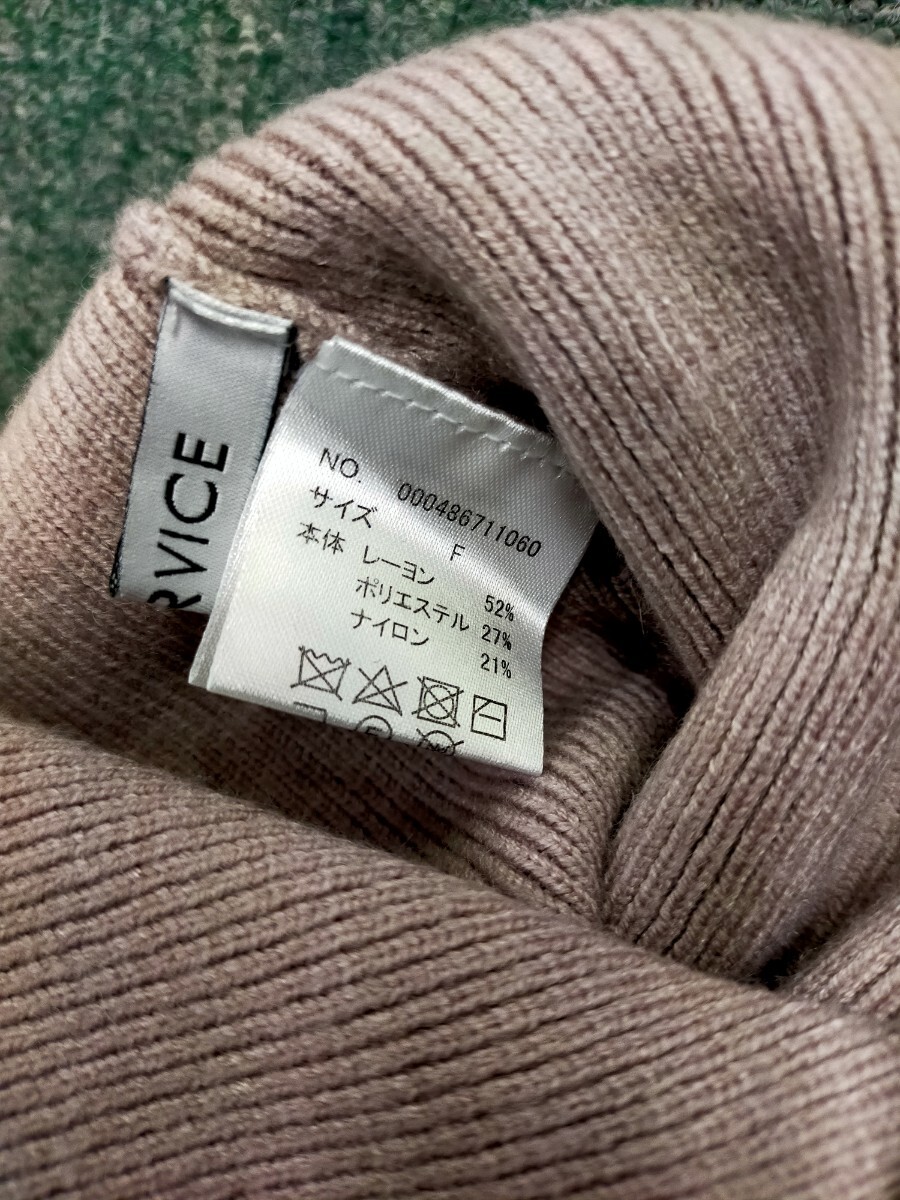 RVICE
NO. 000486711060
サイズ F
本体 レーヨン 52%
ポリエステル 27%
ナイロン 21%